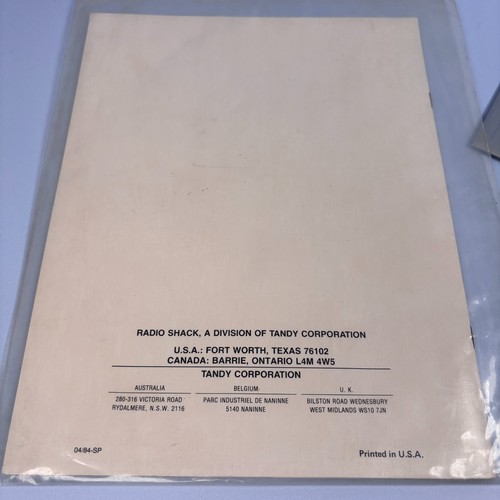 RADIO SHACK, A DIVISION OF TANDY CORPORATION
U.S.A.: FORT WORTH, TEXAS 76102
CANADA: BARRIE, ONTARIO L4M 4W5
TANDY CORPORATION
AUSTRALIA
280-316 VICTORIA ROAD
RYDALMERE, N.S.W. 2116
BELGIUM
PARC INDUSTRIEL DE NANINNE
5140 NANINNE
U. K.
BILSTON ROAD WEDNESBURY
WEST MIDLANDS WS10 7JN
04/84-SP
Printed in U.S.A.